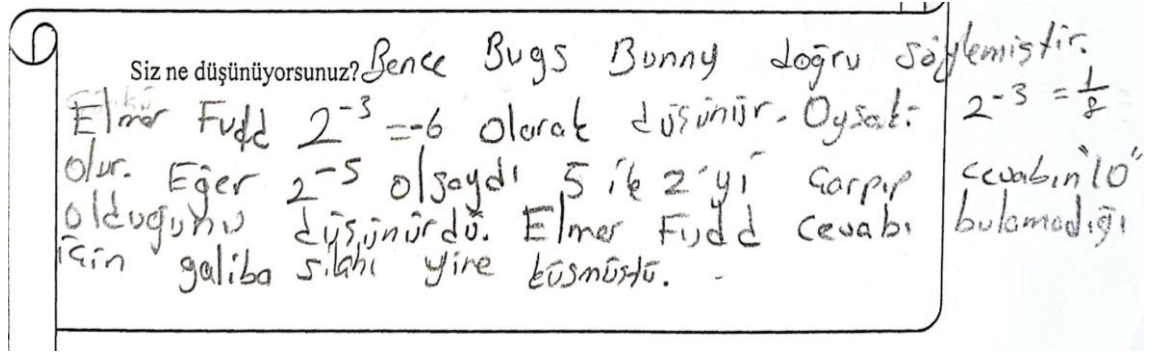 Siz ne düşünüyorsunuz? Bence Bugs Bunny doğru söylemiştir.
Elmer Fudd 2⁻³ =-6 olarak düşünür. Oysaki 2⁻³ = 1/8
olur. Eğer 2⁻⁵ olsaydı 5 ile 2'yi çarpıp cevabın "10"
olduğunu düşünürdü. Elmer Fudd cevabı bulamadığı
için galiba silahı yine küsmüştü.